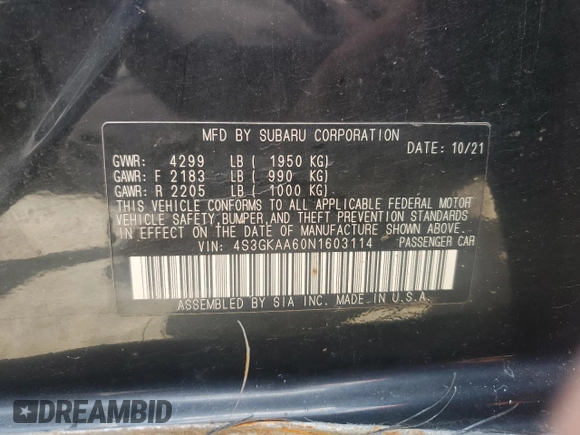 MFD BY SUBARU CORPORATION
DATE: 10/21
GVWR: 4299 LB ( 1950 KG)
GAWR: F 2183 LB ( 990 KG)
GAWR: R 2205 LB ( 1000 KG)
THIS VEHICLE CONFORMS TO ALL APPLICABLE FEDERAL MOTOR
VEHICLE SAFETY,BUMPER,AND THEFT PREVENTION STANDARDS
IN EFFECT ON THE DATE OF MANUFACTURE SHOWN ABOVE.
VIN: 4S3GKAA60N1603114 PASSENGER CAR
ASSEMBLED BY SIA INC. MADE IN U.S.A.
DREAMBID